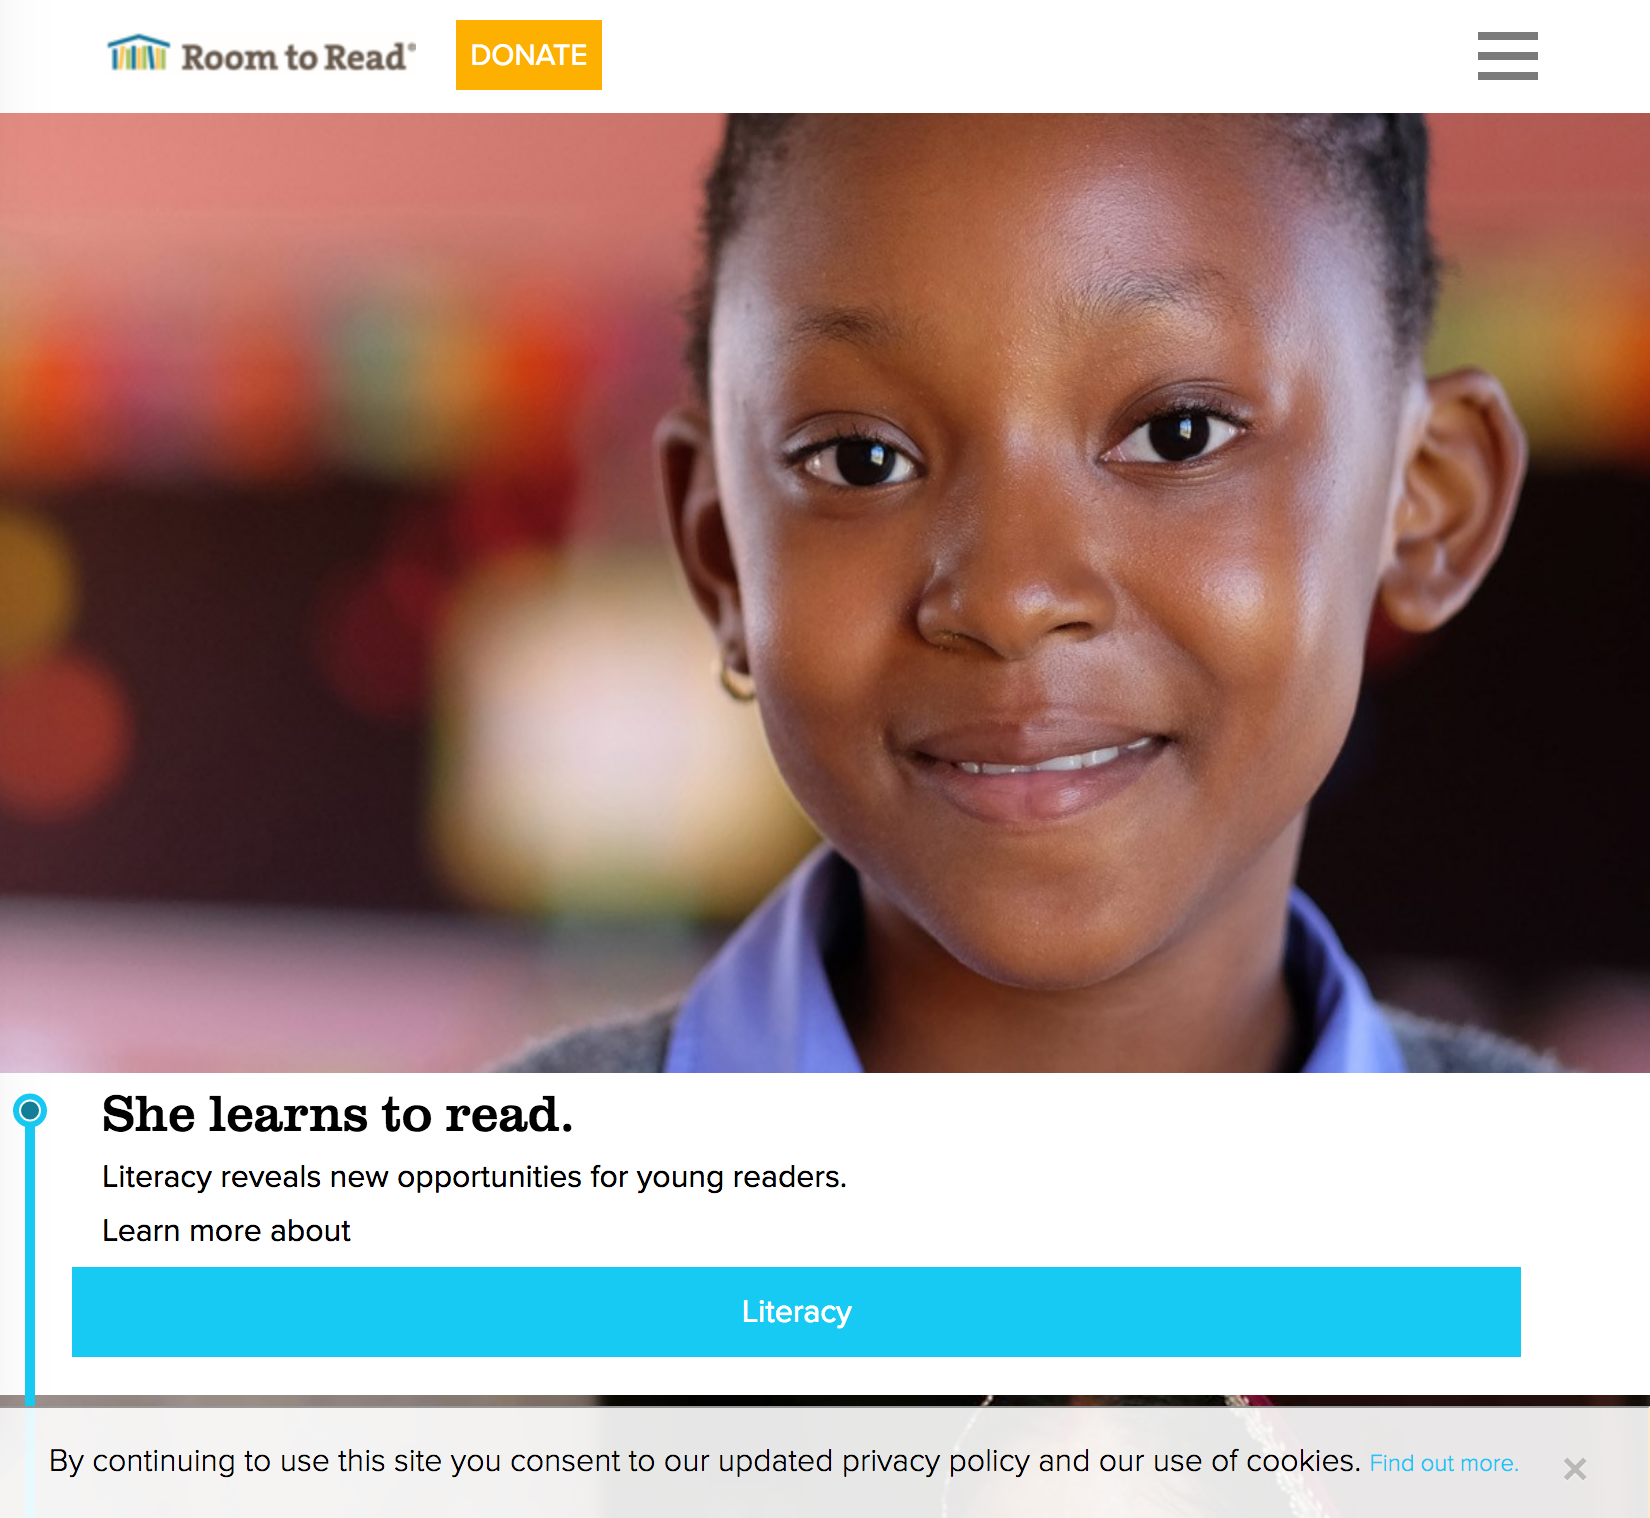 Room to Read®
DONATE
She learns to read.
Literacy reveals new opportunities for young readers.
Learn more about
Literacy
By continuing to use this site you consent to our updated privacy policy and our use of cookies. Find out more.